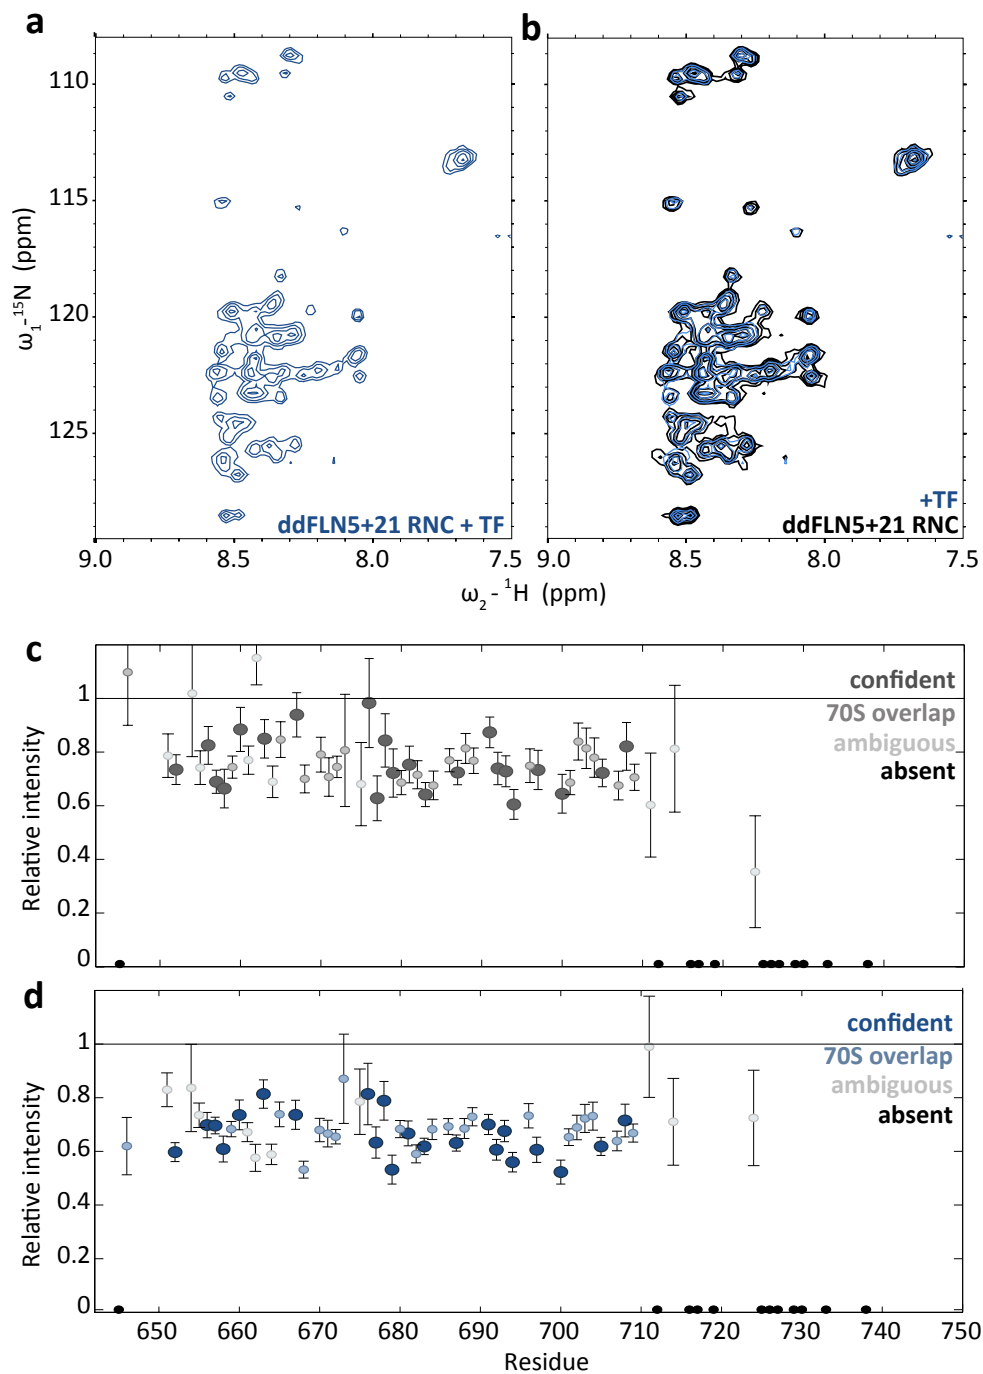 a
b
110
115
120
125
ω1-15N (ppm)
ddFLN5+21 RNC + TF
+TF
ddFLN5+21 RNC
9.0 8.5 8.0 7.5
9.0 8.5 8.0 7.5
ω2 - 1H (ppm)
c
confident
70S overlap
ambiguous
absent
1
0.8
0.6
0.4
0.2
0
Relative intensity
d
confident
70S overlap
ambiguous
absent
1
0.8
0.6
0.4
0.2
0
Relative intensity
650 660 670 680 690 700 710 720 730 740 750
Residue